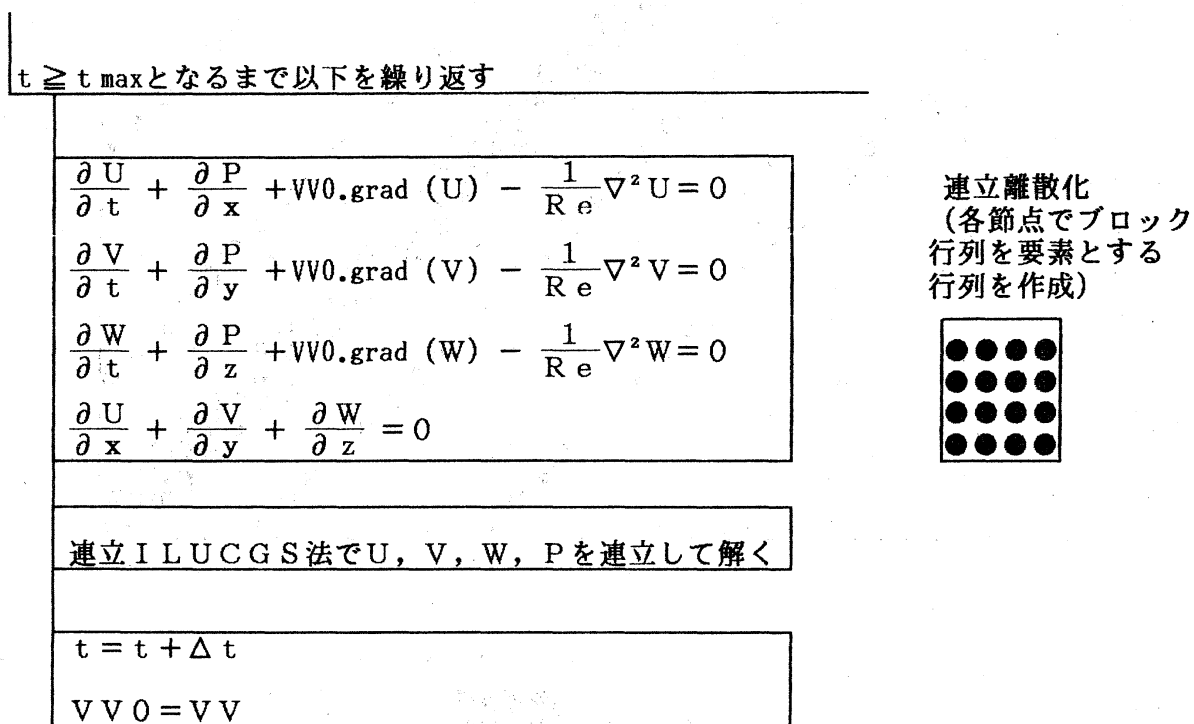 t ≧ t maxとなるまで以下を繰り返す
∂U/∂t + ∂P/∂x +VV0.grad (U) − 1/Re ∇²U=0
∂V/∂t + ∂P/∂y +VV0.grad (V) − 1/Re ∇²V=0
∂W/∂t + ∂P/∂z +VV0.grad (W) − 1/Re ∇²W=0
∂U/∂x + ∂V/∂y + ∂W/∂z =0
連立離散化
(各節点でブロック
行列を要素とする
行列を作成)
連立ILUCGS法でU,V,W,Pを連立して解く
t=t+Δt
VV0=VV